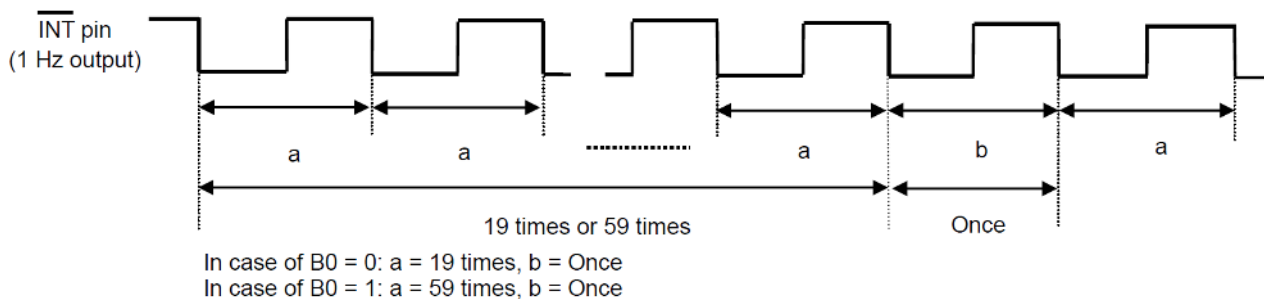 INT pin
(1 Hz output)
a
a
a
b
a
19 times or 59 times
Once
In case of B0 = 0: a = 19 times, b = Once
In case of B0 = 1: a = 59 times, b = Once